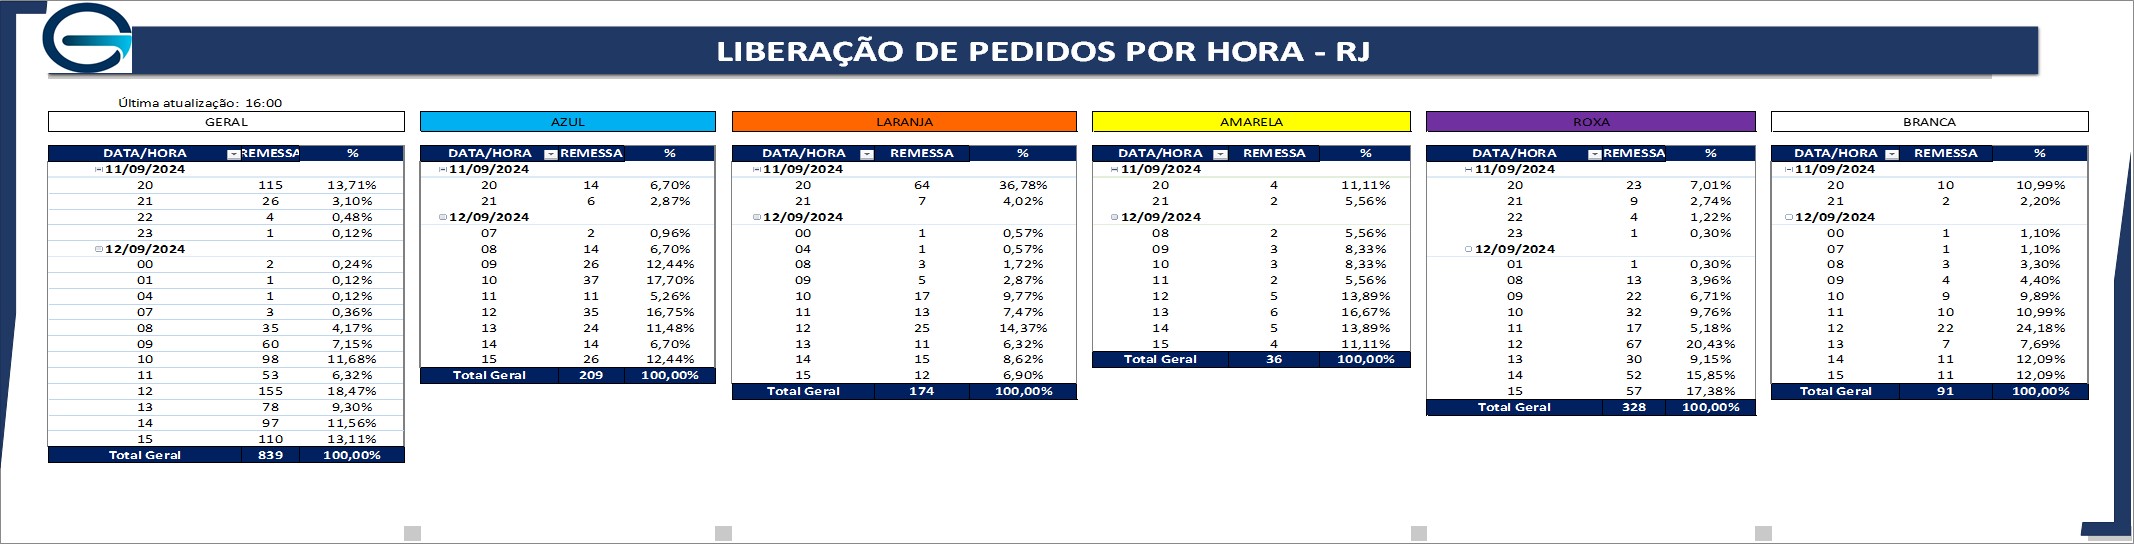 LIBERAÇÃO DE PEDIDOS POR HORA - RJ
Última atualização: 16:00
GERAL
DATA/HORA REMESSA %
11/09/2024
20 115 13,71%
21 26 3,10%
22 4 0,48%
23 1 0,12%
12/09/2024
00 2 0,24%
01 1 0,12%
04 1 0,12%
07 3 0,36%
08 35 4,17%
09 60 7,15%
10 98 11,68%
11 53 6,32%
12 155 18,47%
13 78 9,30%
14 97 11,56%
15 110 13,11%
Total Geral 839 100,00%
AZUL
DATA/HORA REMESSA %
11/09/2024
20 14 6,70%
21 6 2,87%
12/09/2024
07 2 0,96%
08 14 6,70%
09 26 12,44%
10 37 17,70%
11 11 5,26%
12 35 16,75%
13 24 11,48%
14 14 6,70%
15 26 12,44%
Total Geral 209 100,00%
LARANJA
DATA/HORA REMESSA %
11/09/2024
20 64 36,78%
21 7 4,02%
12/09/2024
00 1 0,57%
04 1 0,57%
08 3 1,72%
09 5 2,87%
10 17 9,77%
11 13 7,47%
12 25 14,37%
13 11 6,32%
14 15 8,62%
15 12 6,90%
Total Geral 174 100,00%
AMARELA
DATA/HORA REMESSA %
11/09/2024
20 4 11,11%
21 2 5,56%
12/09/2024
08 2 5,56%
09 3 8,33%
10 3 8,33%
11 2 5,56%
12 5 13,89%
13 6 16,67%
14 5 13,89%
15 4 11,11%
Total Geral 36 100,00%
ROXA
DATA/HORA REMESSA %
11/09/2024
20 23 7,01%
21 9 2,74%
22 4 1,22%
23 1 0,30%
12/09/2024
01 1 0,30%
08 13 3,96%
09 22 6,71%
10 32 9,76%
11 17 5,18%
12 67 20,43%
13 30 9,15%
14 52 15,85%
15 57 17,38%
Total Geral 328 100,00%
BRANCA
DATA/HORA REMESSA %
11/09/2024
20 10 10,99%
21 2 2,20%
12/09/2024
00 1 1,10%
07 1 1,10%
08 3 3,30%
09 4 4,40%
10 9 9,89%
11 10 10,99%
12 22 24,18%
13 7 7,69%
14 11 12,09%
15 11 12,09%
Total Geral 91 100,00%